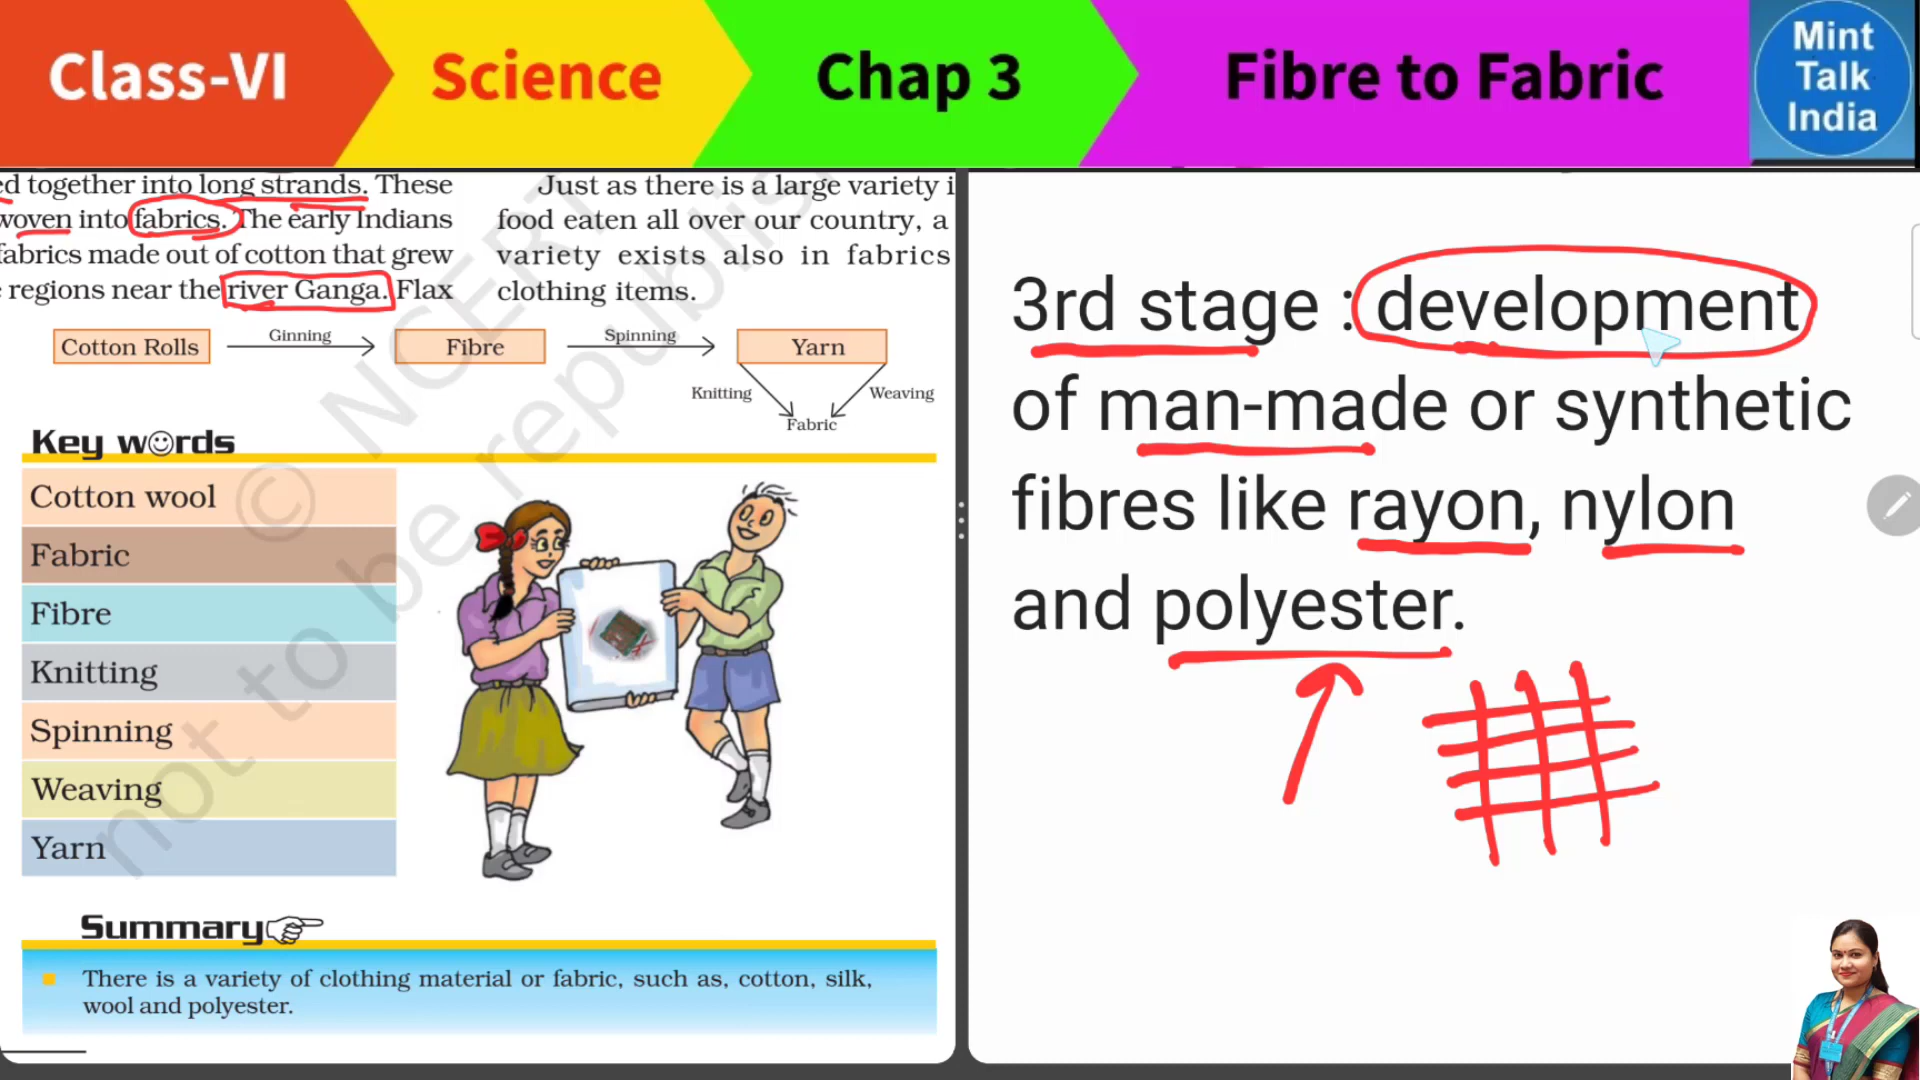 Class-VI
Science
Chap 3
Fibre to Fabric
Mint
Talk
India
ed together into long strands. These
woven into fabrics. The early Indians
fabrics made out of cotton that grew
regions near the river Ganga. Flax
Just as there is a large variety i
food eaten all over our country, a
variety exists also in fabrics
clothing items.
Cotton Rolls
Ginning
Fibre
Spinning
Yarn
Knitting
Weaving
Fabric
Key words
Cotton wool
Fabric
Fibre
Knitting
Spinning
Weaving
Yarn
Summary
There is a variety of clothing material or fabric, such as, cotton, silk,
wool and polyester.
© NCERT
not to be republis
3rd stage : development
of man-made or synthetic
fibres like rayon, nylon
and polyester.